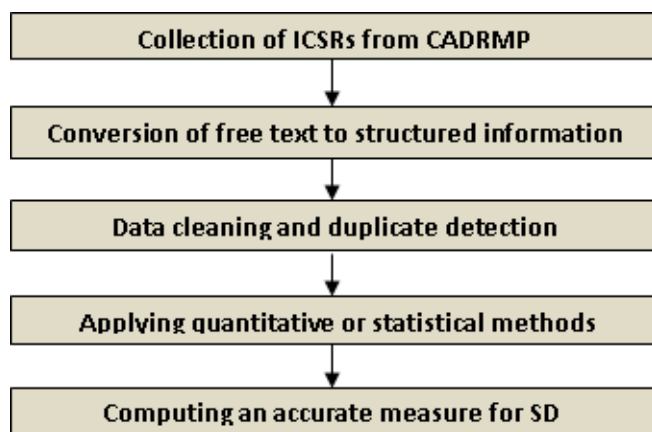 Collection of ICSRs from CADRMP
Conversion of free text to structured information
Data cleaning and duplicate detection
Applying quantitative or statistical methods
Computing an accurate measure for SD